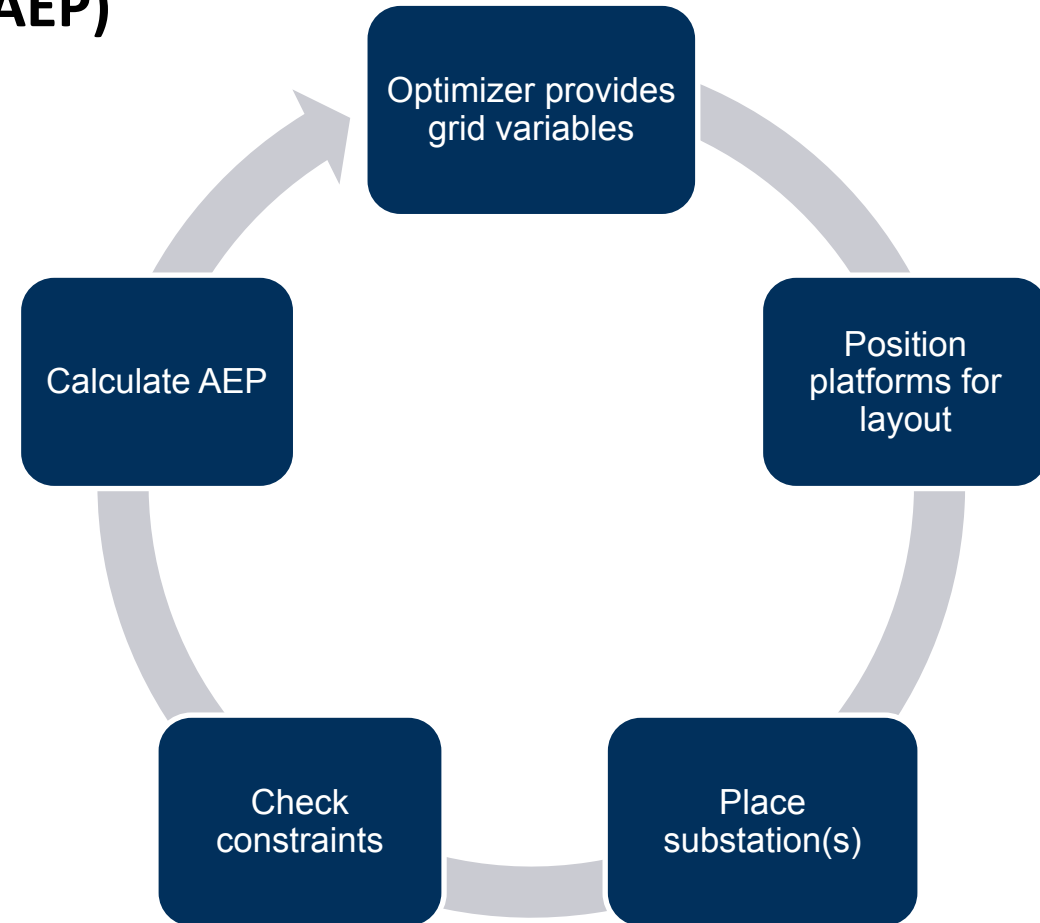 AEP)
Optimizer provides
grid variables
Position
platforms for
layout
Place
substation(s)
Check
constraints
Calculate AEP